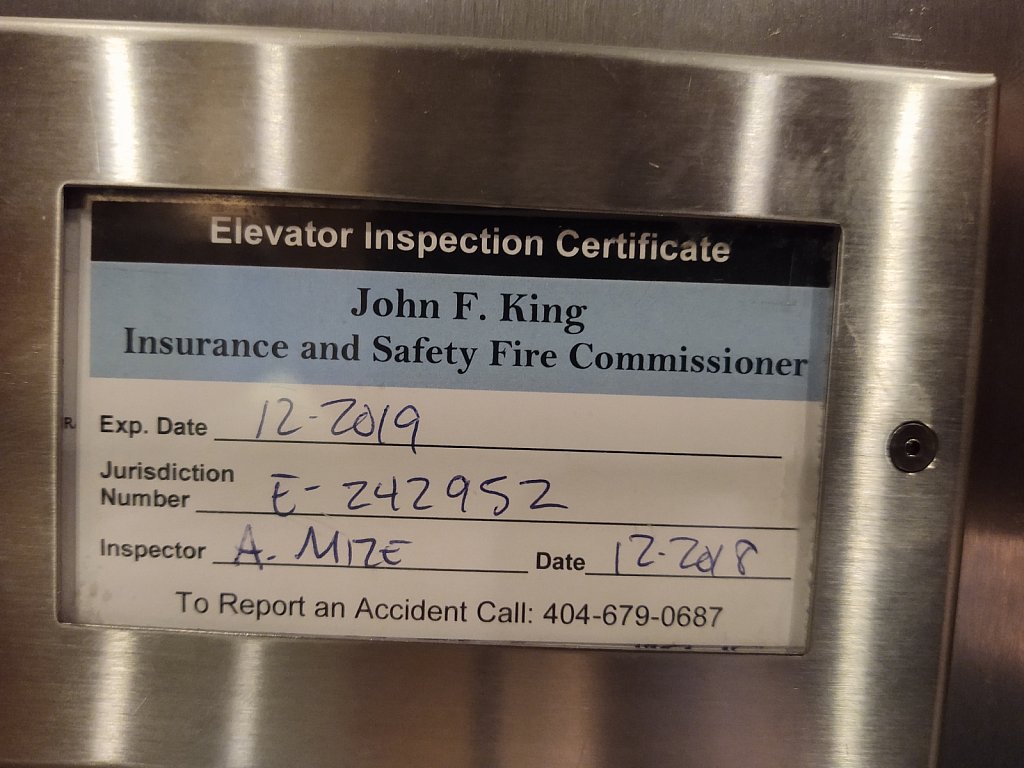 Elevator Inspection Certificate
John F. King
Insurance and Safety Fire Commissioner
Exp. Date 12-2019
Jurisdiction
Number E-242952
Inspector A. MIZE Date 12-2018
To Report an Accident Call: 404-679-0687